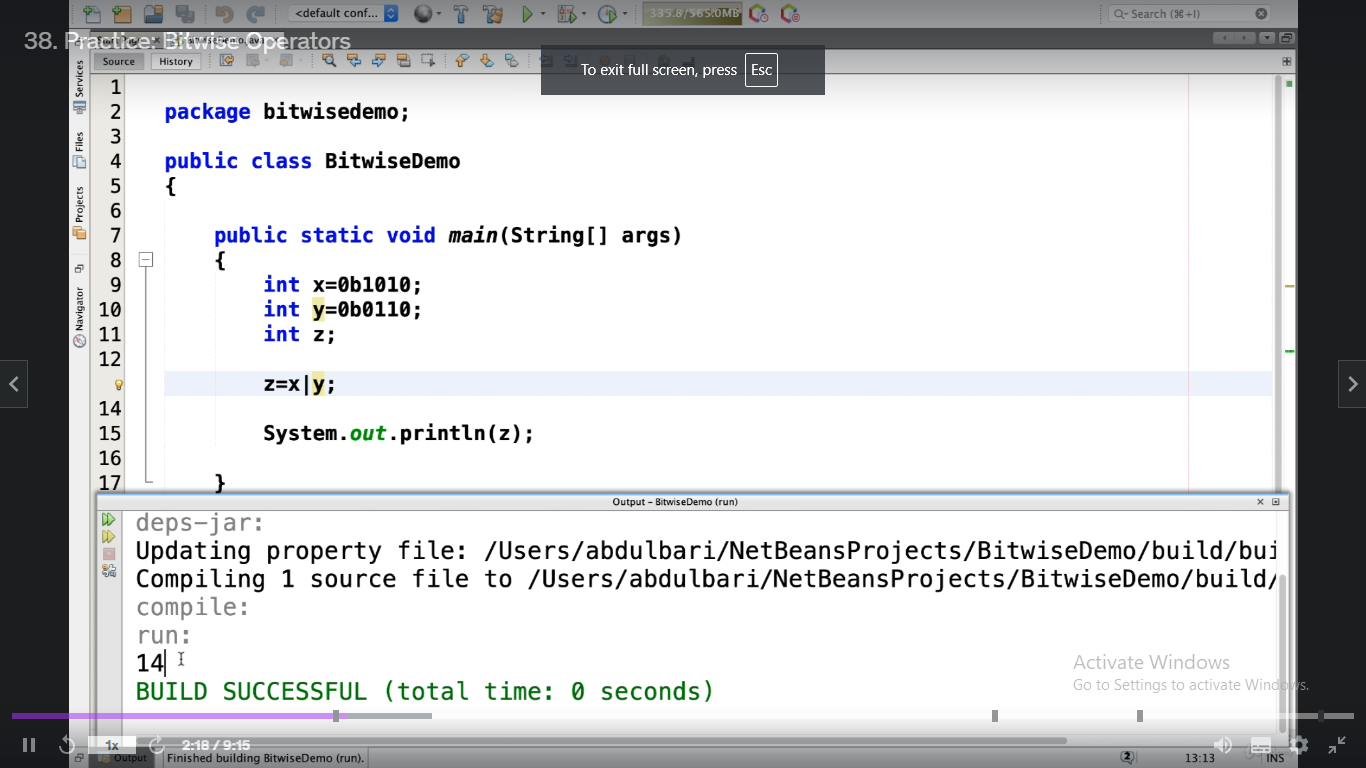 <default conf...
335.8/565.0MB
Search (⌘+I)
38. Practice: Bitwise Operators
Source
History
To exit full screen, press Esc
Services
Files
Projects
Navigator
1
2 package bitwisedemo;
3
4 public class BitwiseDemo
5 {
6
7 public static void main(String[] args)
8 {
9 int x=0b1010;
10 int y=0b0110;
11 int z;
12
z=x|y;
14
15 System.out.println(z);
16
17 }
Output - BitwiseDemo (run)
deps-jar:
Updating property file: /Users/abdulbari/NetBeansProjects/BitwiseDemo/build/bui
Compiling 1 source file to /Users/abdulbari/NetBeansProjects/BitwiseDemo/build/
compile:
run:
14
BUILD SUCCESSFUL (total time: 0 seconds)
Activate Windows
Go to Settings to activate Windows.
1x
2:18 / 9:15
Output
Finished building BitwiseDemo (run).
2
13:13
INS